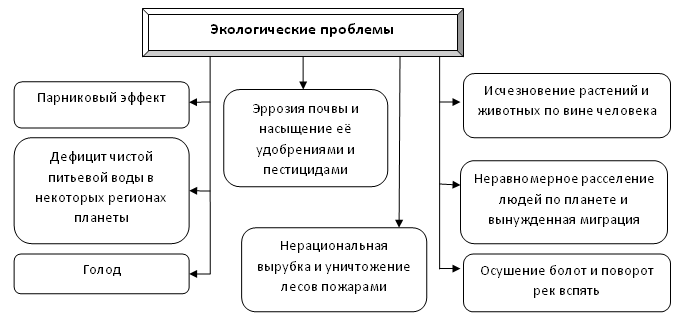 Экологические проблемы
Парниковый эффект
Дефицит чистой
питьевой воды в
некоторых регионах
планеты
Голод
Эррозия почвы и
насыщение её
удобрениями и
пестицидами
Нерациональная
вырубка и уничтожение
лесов пожарами
Исчезновение растений и
животных по вине человека
Неравномерное расселение
людей по планете и
вынужденная миграция
Осушение болот и поворот
рек вспять